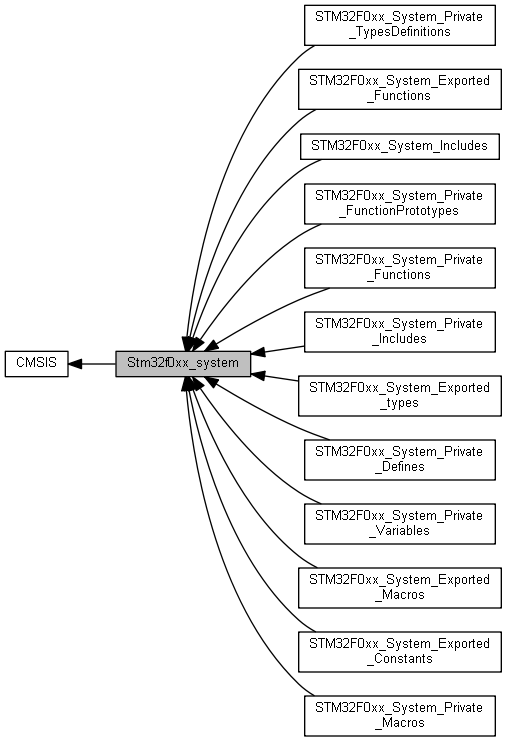 STM32F0xx_System_Private
_TypesDefinitions
STM32F0xx_System_Exported
_Functions
STM32F0xx_System_Includes
STM32F0xx_System_Private
_FunctionPrototypes
STM32F0xx_System_Private
_Functions
STM32F0xx_System_Private
_Includes
CMSIS
Stm32f0xx_system
STM32F0xx_System_Exported
_types
STM32F0xx_System_Private
_Defines
STM32F0xx_System_Private
_Variables
STM32F0xx_System_Exported
_Macros
STM32F0xx_System_Exported
_Constants
STM32F0xx_System_Private
_Macros